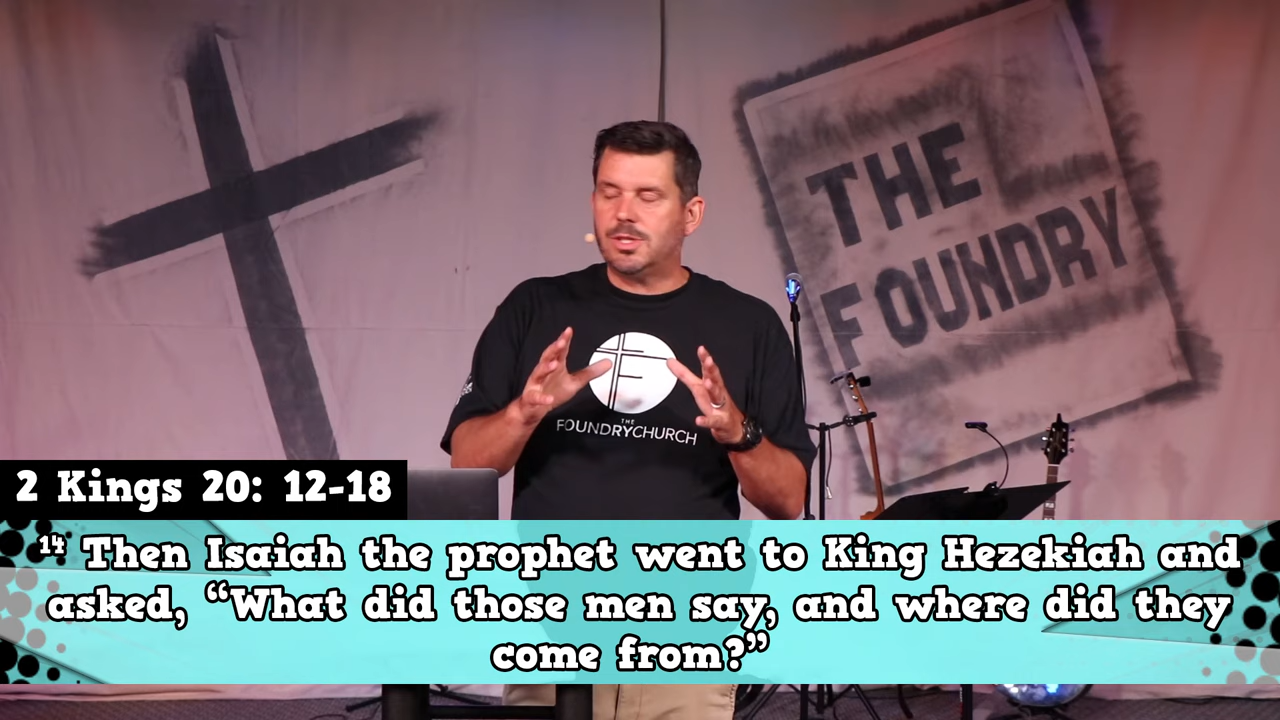 THE
FOUNDRY
THE
FOUNDRYCHURCH
2 Kings 20: 12-18
14 Then Isaiah the prophet went to King Hezekiah and
asked, “What did those men say, and where did they
come from?”